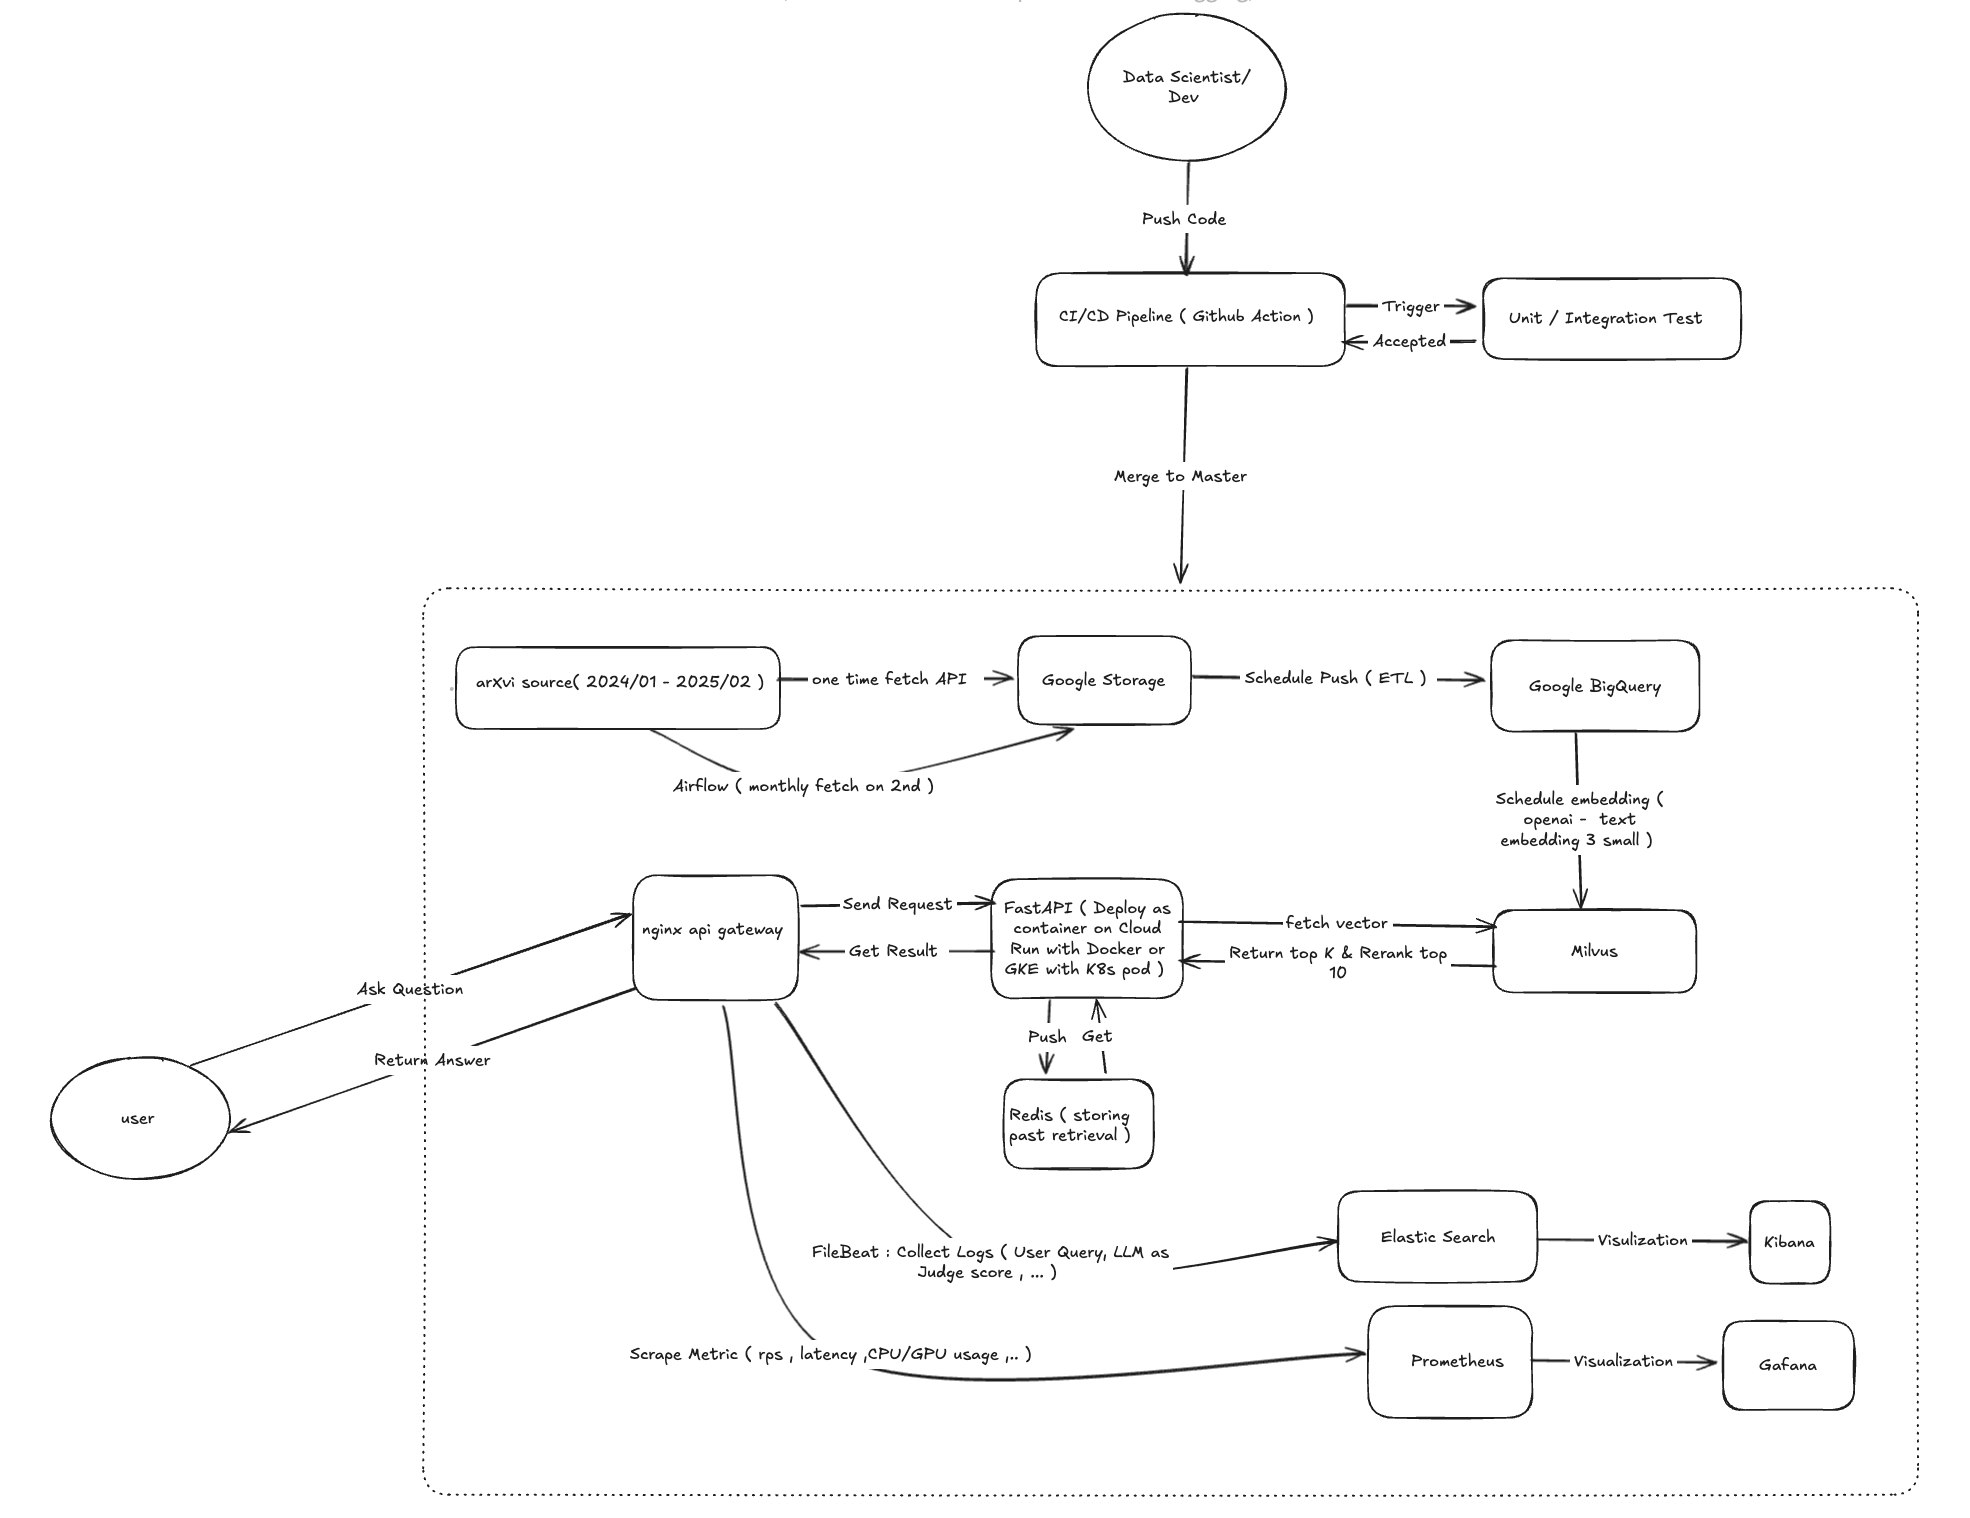 Data Scientist/
Dev
Push Code
CI/CD Pipeline ( Github Action )
Trigger
Accepted
Unit / Integration Test
Merge to Master
arXvi source( 2024/01 - 2025/02 )
one time fetch API
Google Storage
Schedule Push ( ETL )
Google BigQuery
Airflow ( monthly fetch on 2nd )
Schedule embedding (
openai - text
embedding 3 small )
nginx api gateway
Send Request
Get Result
FastAPI ( Deploy as
container on Cloud
Run with Docker or
GKE with K8s pod )
fetch vector
Return top K & Rerank top
10
Milvus
Ask Question
Return Answer
user
Push
Get
Redis ( storing
past retrieval )
FileBeat : Collect Logs ( User Query, LLM as
Judge score , ... )
Elastic Search
Visulization
Kibana
Scrape Metric ( rps , latency ,CPU/GPU usage ,.. )
Prometheus
Visualization
Gafana